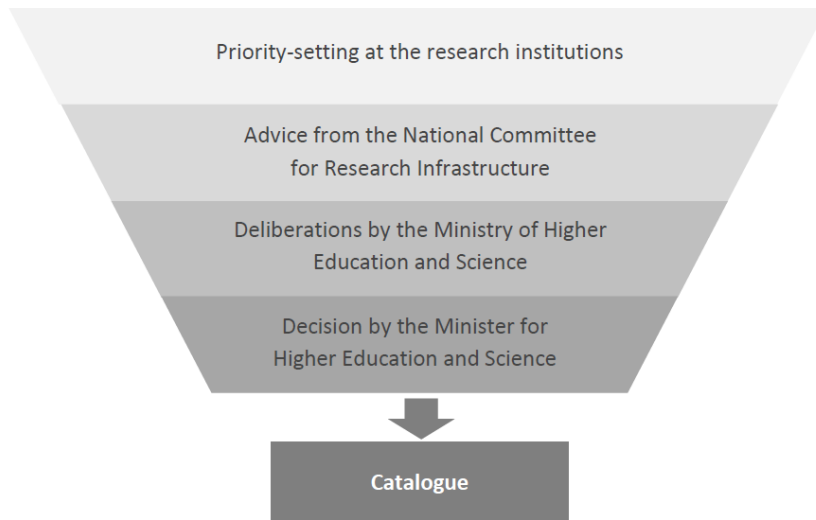 Priority-setting at the research institutions
Advice from the National Committee
for Research Infrastructure
Deliberations by the Ministry of Higher
Education and Science
Decision by the Minister for
Higher Education and Science
Catalogue